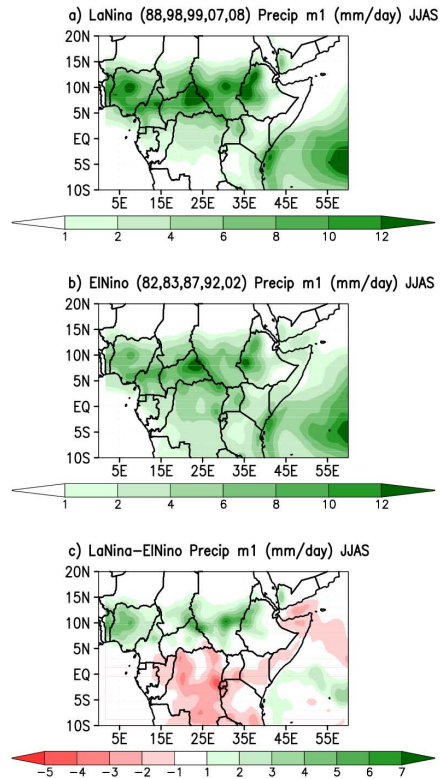 a) LaNina (88,98,99,07,08) Precip m1 (mm/day) JJAS
20N
15N
10N
5N
EQ
5S
10S
5E 15E 25E 35E 45E 55E
1 2 4 6 8 10 12
b) ElNino (82,83,87,92,02) Precip m1 (mm/day) JJAS
20N
15N
10N
5N
EQ
5S
10S
5E 15E 25E 35E 45E 55E
1 2 4 6 8 10 12
c) LaNina-ElNino Precip m1 (mm/day) JJAS
20N
15N
10N
5N
EQ
5S
10S
5E 15E 25E 35E 45E 55E
-5 -4 -3 -2 -1 1 2 3 4 5 6 7